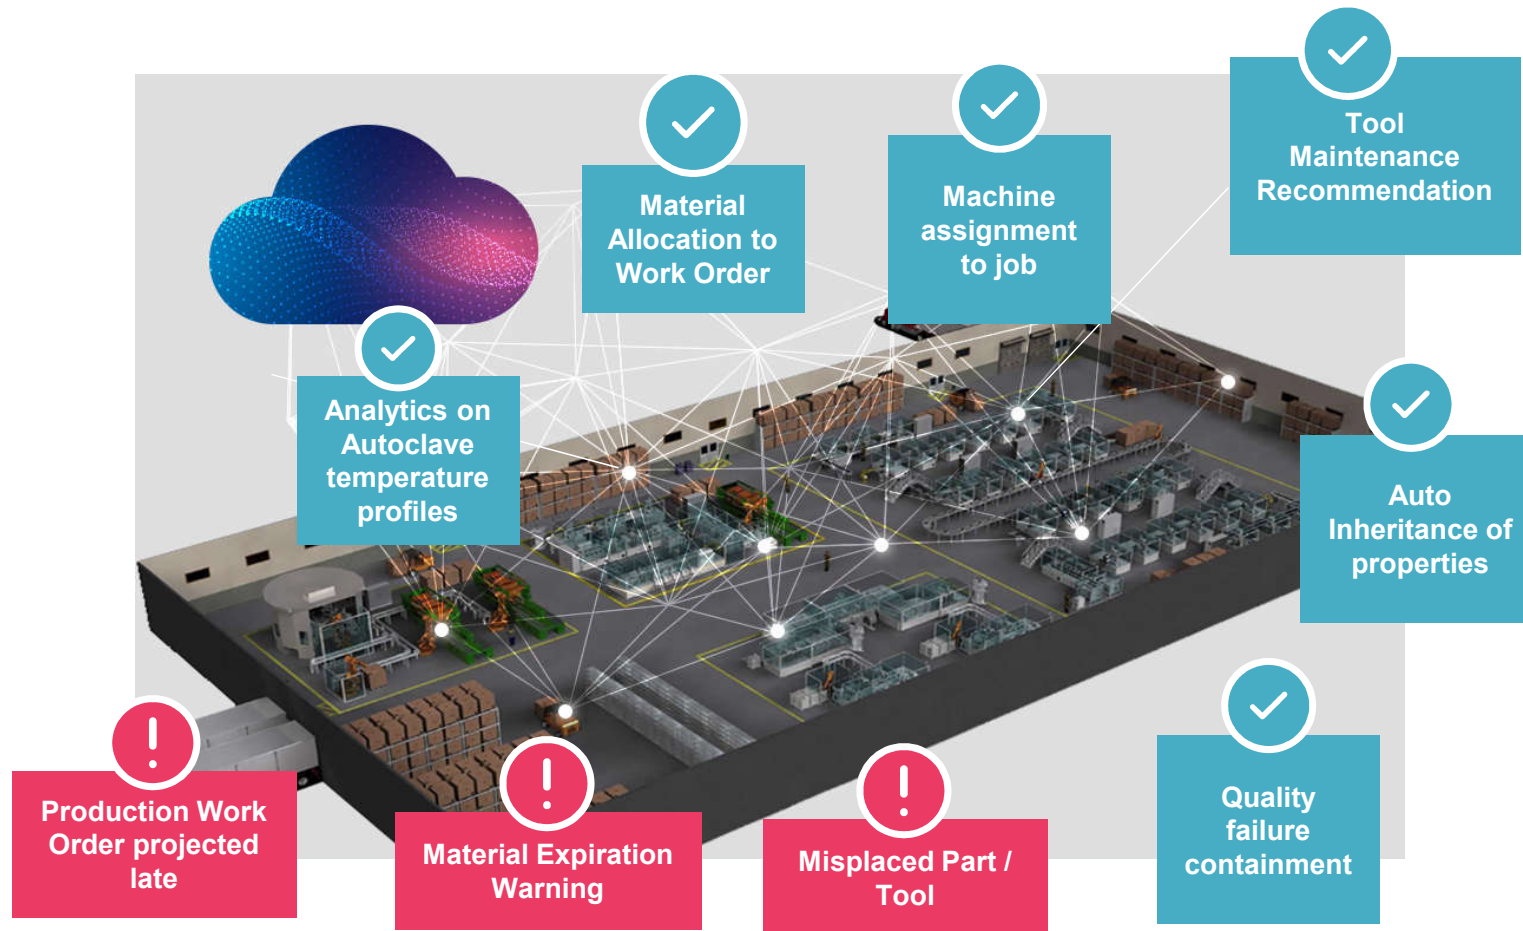 Tool
Maintenance
Recommendation
Material
Allocation to
Work Order
Machine
assignment
to job
Analytics on
Autoclave
temperature
profiles
Auto
Inheritance of
properties
Production Work
Order projected
late
Material Expiration
Warning
Misplaced Part /
Tool
Quality
failure
containment